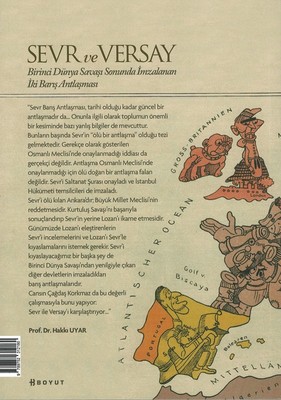 SEVR ve VERSAY
Birinci Dünya Savaşı Sonunda İmzalanan
İki Barış Antlaşması
"Sevr Barış Antlaşması, tarihi olduğu kadar güncel bir
antlaşmadır da... Onunla ilgili olarak toplumun önemli
bir kesiminde bazı yanlış bilgiler de mevcuttur.
Bunların başında Sevr'in "ölü bir antlaşma" olduğu tezi
gelmektedir. Gerekçe olarak gösterilen
Osmanlı Meclisi'nde onaylanmadığı iddiası da
gerçekçi değildir. Antlaşma Osmanlı Meclisi'nde
onaylanmadığı için ölü doğan bir antlaşma falan
değildir. Sevr'i Saltanat Şurası onayladı ve İstanbul
Hükümeti temsilcileri de imzaladı.
Sevr'i ölü kılan Ankara'dır: Büyük Millet Meclisi'nin
reddetmesidir. Kurtuluş Savaşı'nı başarıyla
sonuçlandırıp Sevr'in yerine Lozan'ı ikame etmesidir.
Günümüzde Lozan'ı eleştirenlerin
Sevr'i incelemelerini ve Lozan'ı Sevr'le
kıyaslamalarını istemek gerekir. Sevr'i
kıyaslayacağımız bir başka şey de
Birinci Dünya Savaşı'ndan yenilgiyle çıkan
diğer devletlerin imzaladıkları
barış antlaşmalarıdır.
Cansın Çağdaş Korkmaz da bu değerli
çalışmasıyla bunu yapıyor:
Sevr ile Versay'ı karşılaştırıyor..."
Prof. Dr. Hakkı UYAR
BOYUT
GROSS-BRITANNIEN
ATLANTISCHER OCEAN
Golf v.
Bizcaya
PORTUGAL
Balearen
MITTELLÄN